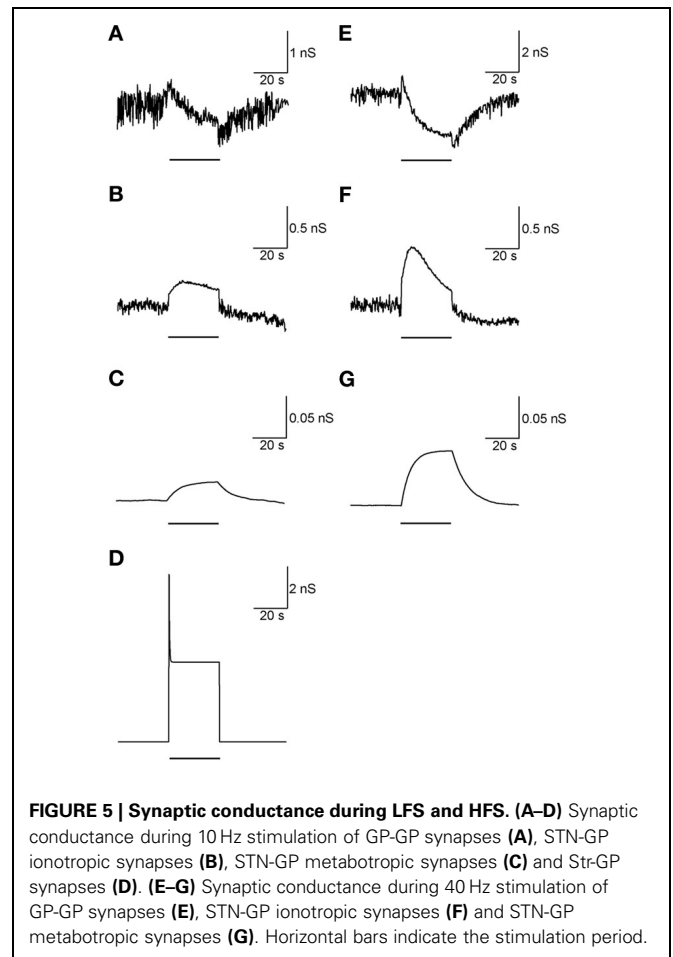 A
1 nS
20 s
E
2 nS
20 s
B
0.5 nS
20 s
F
0.5 nS
20 s
C
0.05 nS
20 s
G
0.05 nS
20 s
D
2 nS
20 s
FIGURE 5 | Synaptic conductance during LFS and HFS. (A–D) Synaptic
conductance during 10 Hz stimulation of GP-GP synapses (A), STN-GP
ionotropic synapses (B), STN-GP metabotropic synapses (C) and Str-GP
synapses (D). (E–G) Synaptic conductance during 40 Hz stimulation of
GP-GP synapses (E), STN-GP ionotropic synapses (F) and STN-GP
metabotropic synapses (G). Horizontal bars indicate the stimulation period.